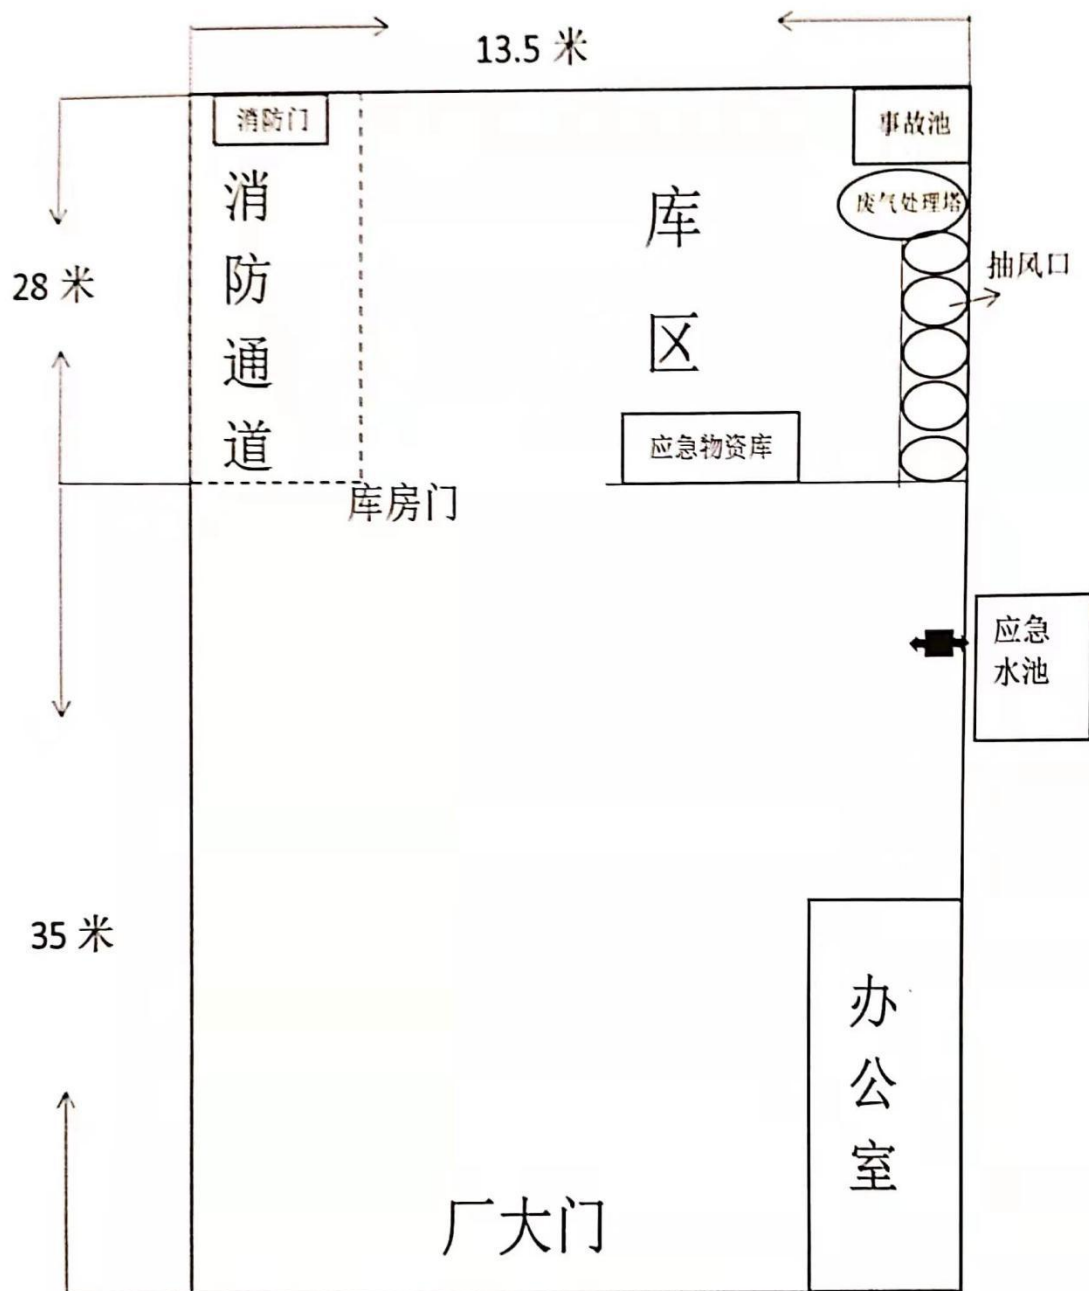 13.5 米
消防门
事故池
消防通道
库区
废气处理塔
抽风口
28 米
应急物资库
库房门
应急
水池
35 米
办公室
厂大门